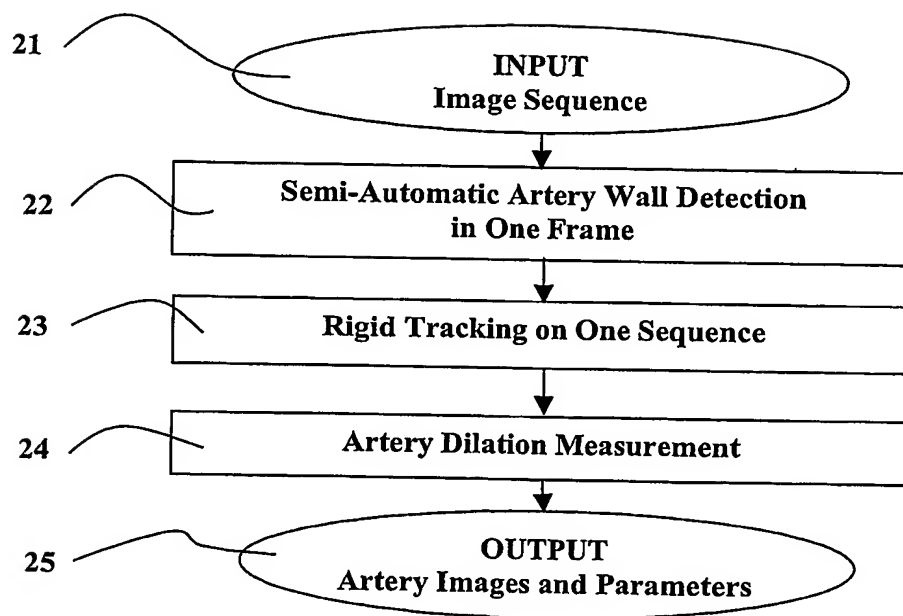 21
INPUT
Image Sequence
22
Semi-Automatic Artery Wall Detection
in One Frame
23
Rigid Tracking on One Sequence
24
Artery Dilation Measurement
25
OUTPUT
Artery Images and Parameters